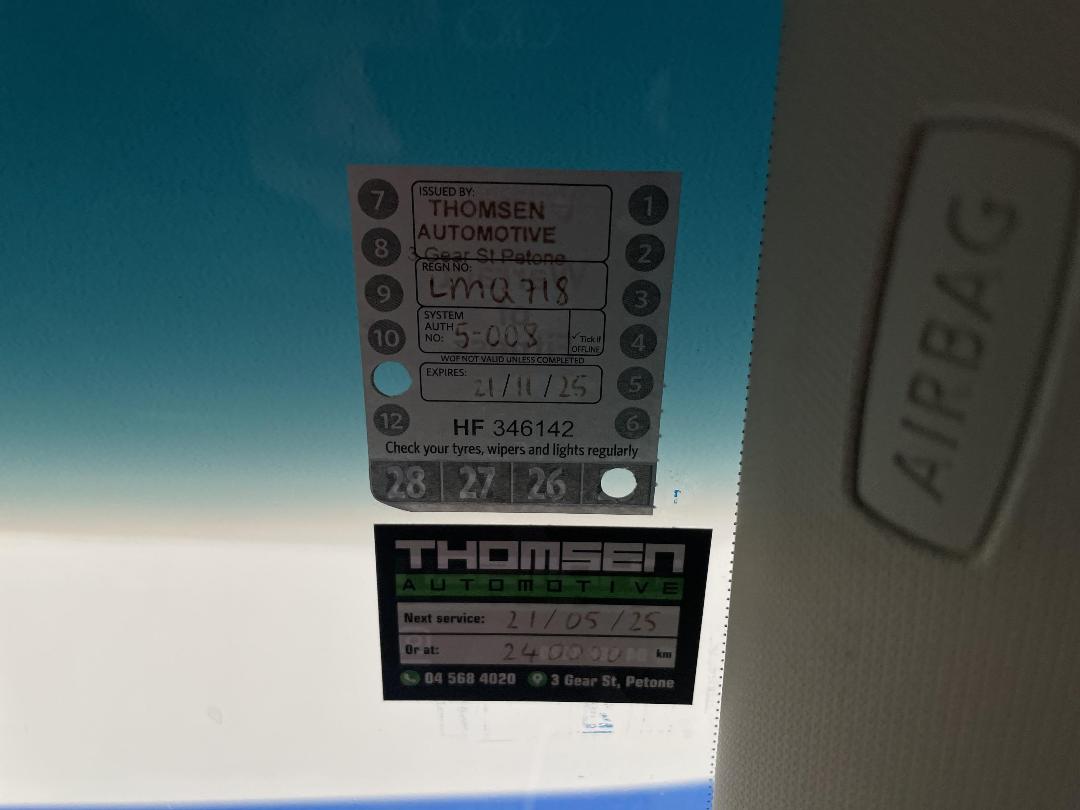 7
8
9
10
12
ISSUED BY:
THOMSEN
AUTOMOTIVE
3 Gear St Petone
REGN NO:
LMQ718
SYSTEM
AUTH
NO: 5-008
✓ Tick if
OFFLINE
WOF NOT VALID UNLESS COMPLETED
EXPIRES: 21/11/25
HF 346142
Check your tyres, wipers and lights regularly
1
2
3
4
5
6
28 27 26
THOMSEN
AUTOMOTIVE
Next service: 21/05/25
Or at: 240000 km
04 568 4020 3 Gear St, Petone
AIRBAG